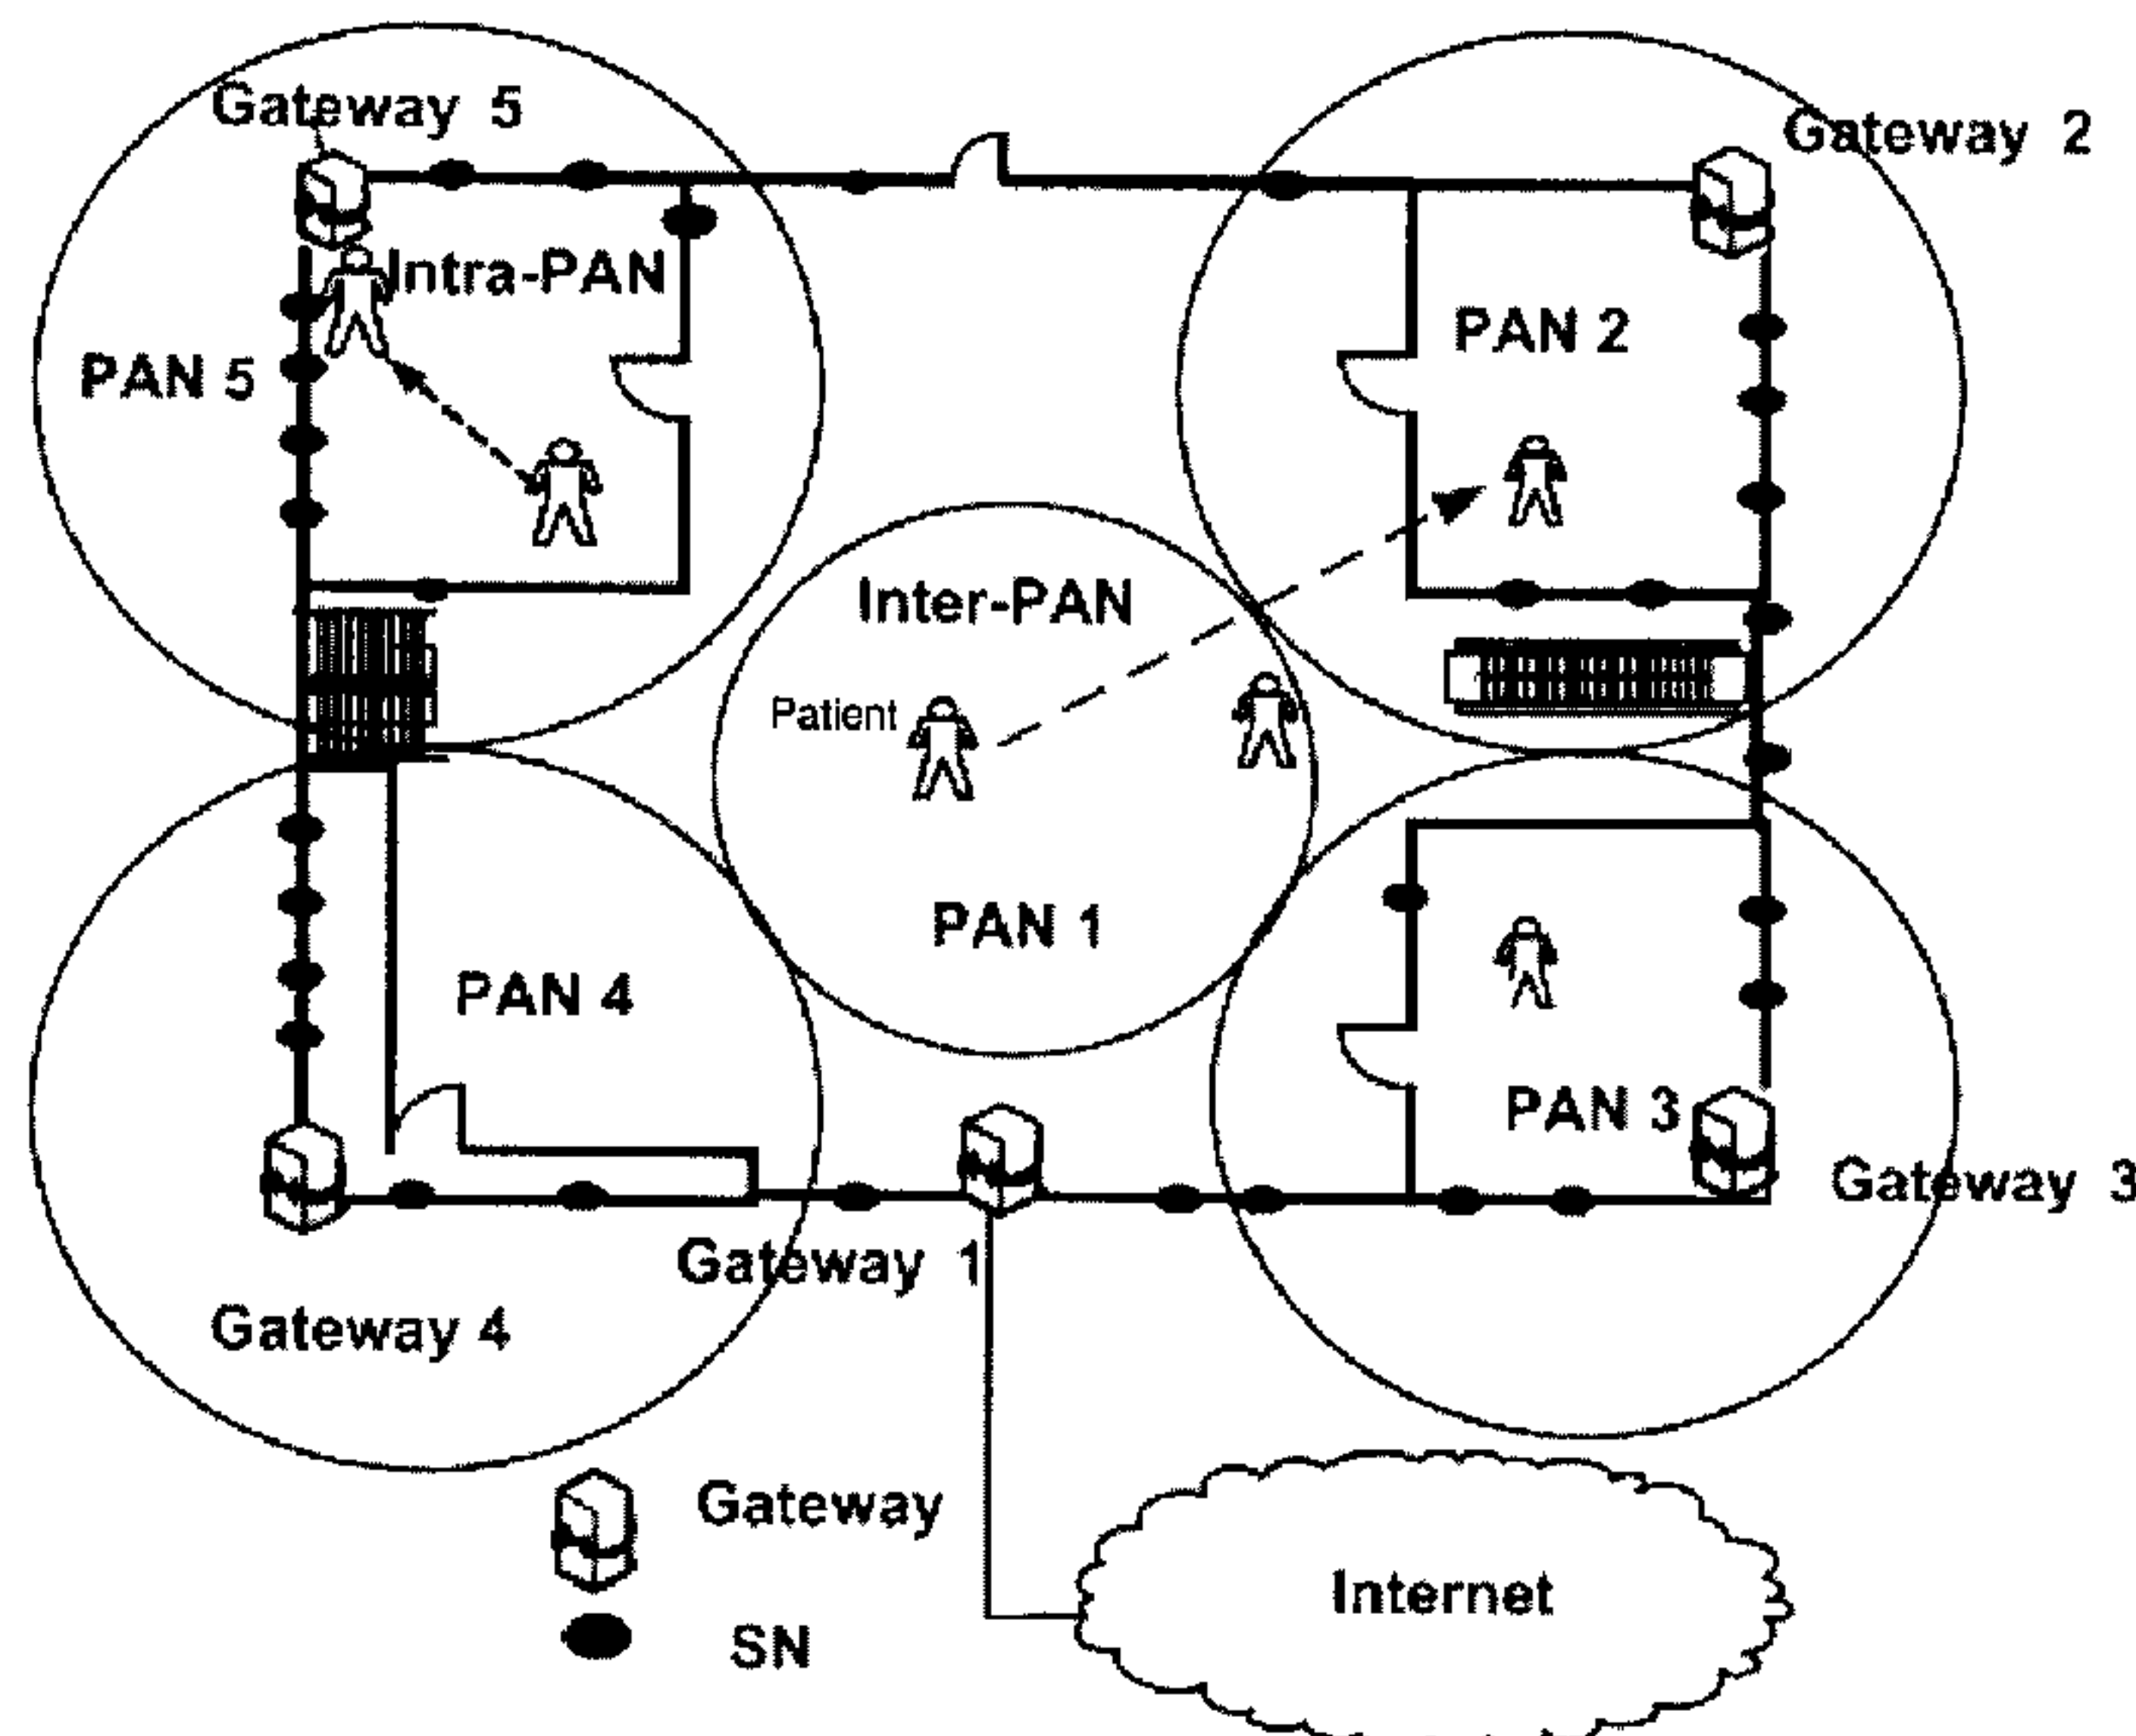 Gateway 5
Gateway 2
Intra-PAN
PAN 2
PAN 5
Inter-PAN
Patient
PAN 1
PAN 4
PAN 3
Gateway 3
Gateway 1
Gateway 4
Gateway
Internet
SN